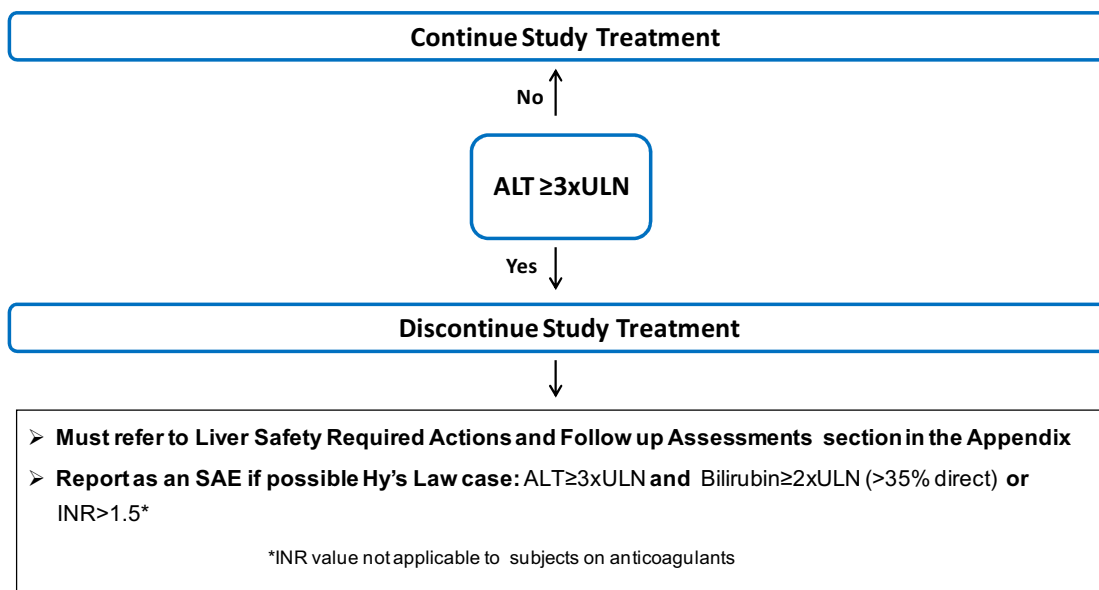 Continue Study Treatment
No
ALT ≥3xULN
Yes
Discontinue Study Treatment
➢ Must refer to Liver Safety Required Actions and Follow up Assessments section in the Appendix
➢ Report as an SAE if possible Hy's Law case: ALT≥3xULN and Bilirubin≥2xULN (>35% direct) or
INR>1.5*
*INR value not applicable to subjects on anticoagulants